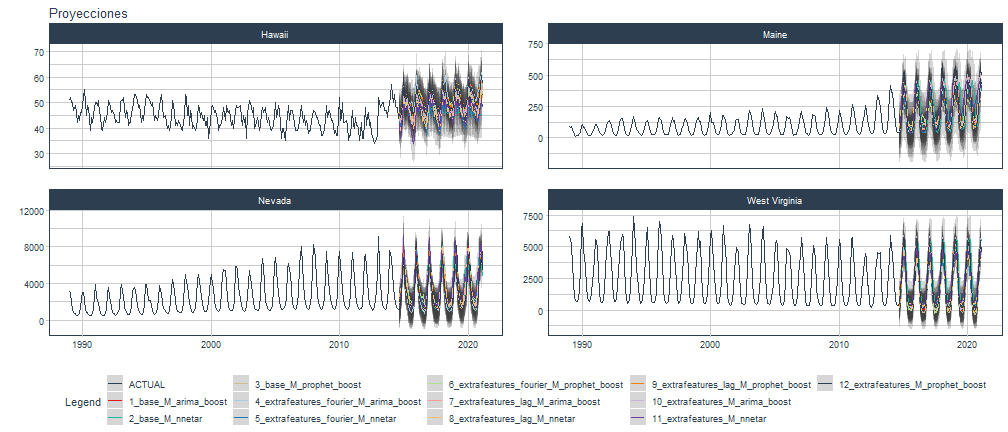 Proyecciones
Hawaii
Maine
70
60
50
40
30
750
500
250
0
Nevada
West Virginia
12000
8000
4000
0
7500
5000
2500
0
1990 2000 2010 2020
1990 2000 2010 2020
Legend
ACTUAL
1_base_M_arima_boost
2_base_M_nnetar
3_base_M_prophet_boost
4_extrafeatures_fourier_M_arima_boost
5_extrafeatures_fourier_M_nnetar
6_extrafeatures_fourier_M_prophet_boost
7_extrafeatures_lag_M_arima_boost
8_extrafeatures_lag_M_nnetar
9_extrafeatures_lag_M_prophet_boost
10_extrafeatures_M_arima_boost
11_extrafeatures_M_nnetar
12_extrafeatures_M_prophet_boost